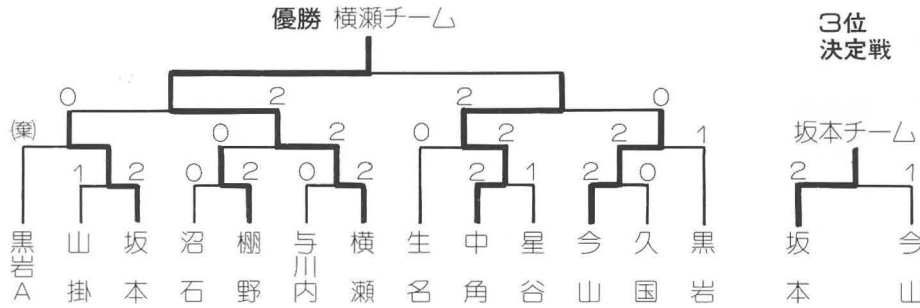 優勝 横瀬チーム
3位
決定戦
0 2 2 0
(棄) 0 2 0 2 2 1
坂本チーム
1 2 0 2 0 2 2 1 2 0 2 1
黒岩A 山掛 坂本 沼石 棚野 与川内 横瀬 生名 中角 星谷 今山 久国 黒岩 坂本 今山